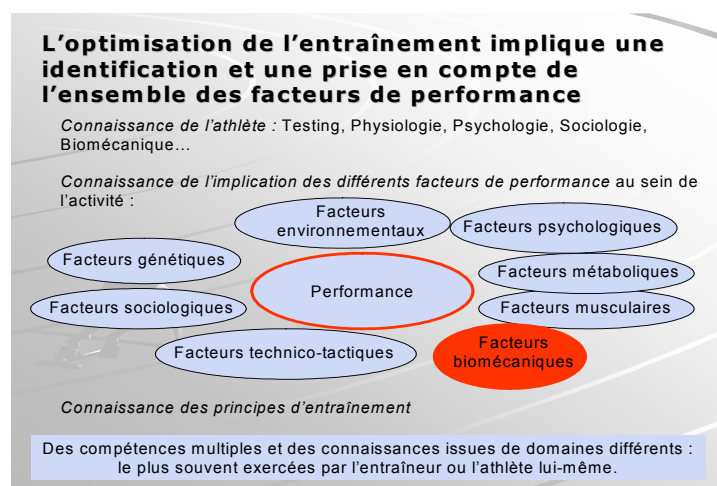 L’optimisation de l’entraînement implique une
identification et une prise en compte de
l’ensemble des facteurs de performance
Connaissance de l’athlète : Testing, Physiologie, Psychologie, Sociologie,
Biomécanique…
Connaissance de l’implication des différents facteurs de performance au sein de
l’activité :
Facteurs
environnementaux
Facteurs psychologiques
Facteurs génétiques
Facteurs métaboliques
Performance
Facteurs sociologiques
Facteurs musculaires
Facteurs technico-tactiques
Facteurs
biomécaniques
Connaissance des principes d’entraînement
Des compétences multiples et des connaissances issues de domaines différents :
le plus souvent exercées par l’entraîneur ou l’athlète lui-même.